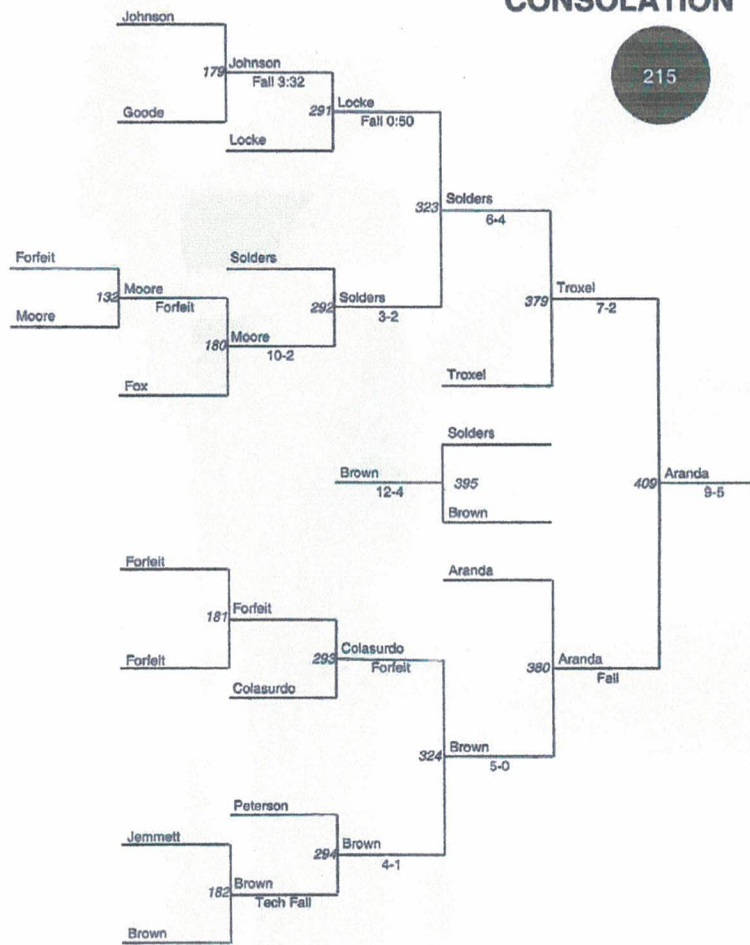 CONSOLATION
215
Johnson
179
Johnson
Fall 3:32
Goode
291
Locke
Fall 0:50
Locke
323
Solders
6-4
Forfeit
132
Moore
Forfeit
Moore
Solders
292
Solders
3-2
180
Moore
10-2
Fox
379
Troxel
7-2
Troxel
Solders
Brown
12-4
395
Brown
409
Aranda
9-5
Forfeit
181
Forfeit
Forfeit
293
Colasurdo
Forfeit
Colasurdo
Aranda
380
Aranda
Fall
324
Brown
5-0
Peterson
294
Brown
4-1
Jemmett
182
Brown
Tech Fall
Brown